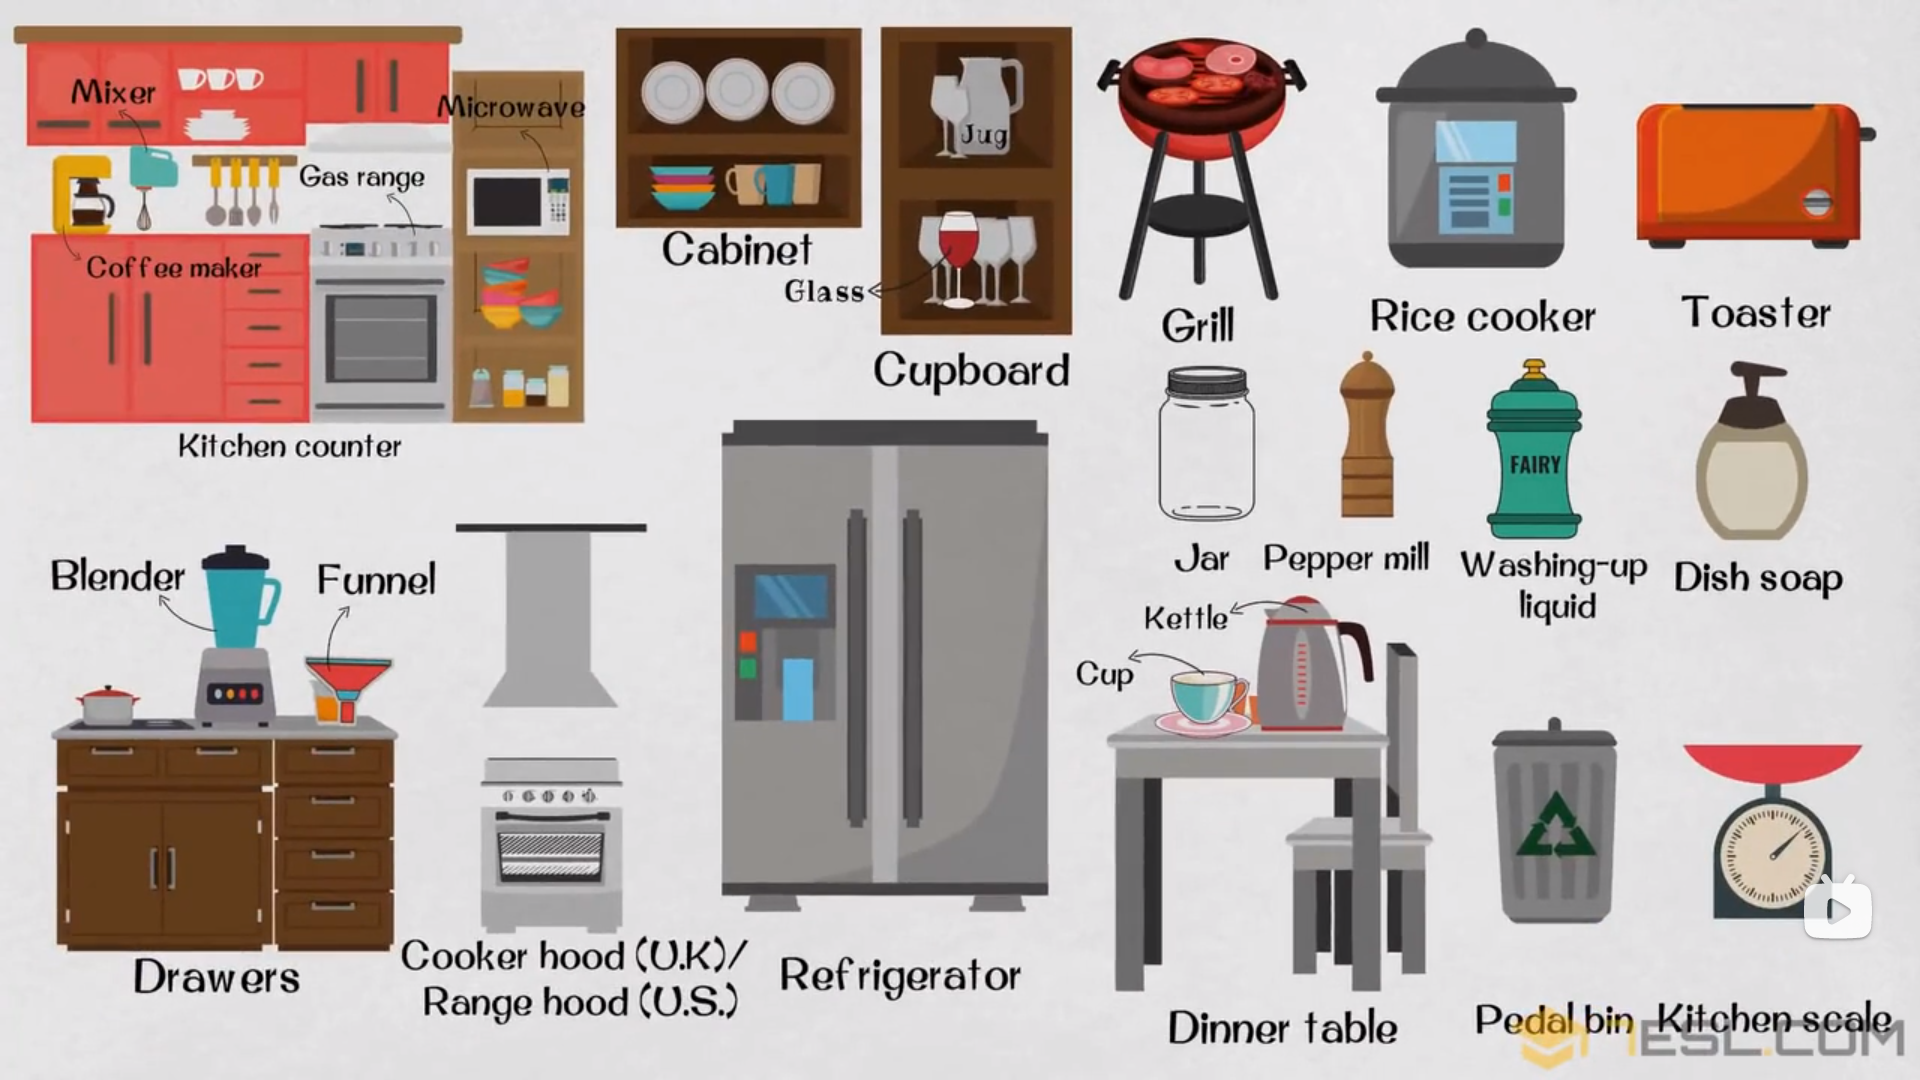 Mixer
Microwave
Gas range
Coffee maker
Kitchen counter
Cabinet
Jug
Glass
Cupboard
Grill
Rice cooker
Toaster
Jar
Pepper mill
FAIRY
Washing-up
liquid
Dish soap
Blender
Funnel
Drawers
Cooker hood (U.K)/
Range hood (U.S.)
Refrigerator
Kettle
Cup
Dinner table
Pedal bin
Kitchen scale
7ESL.COM